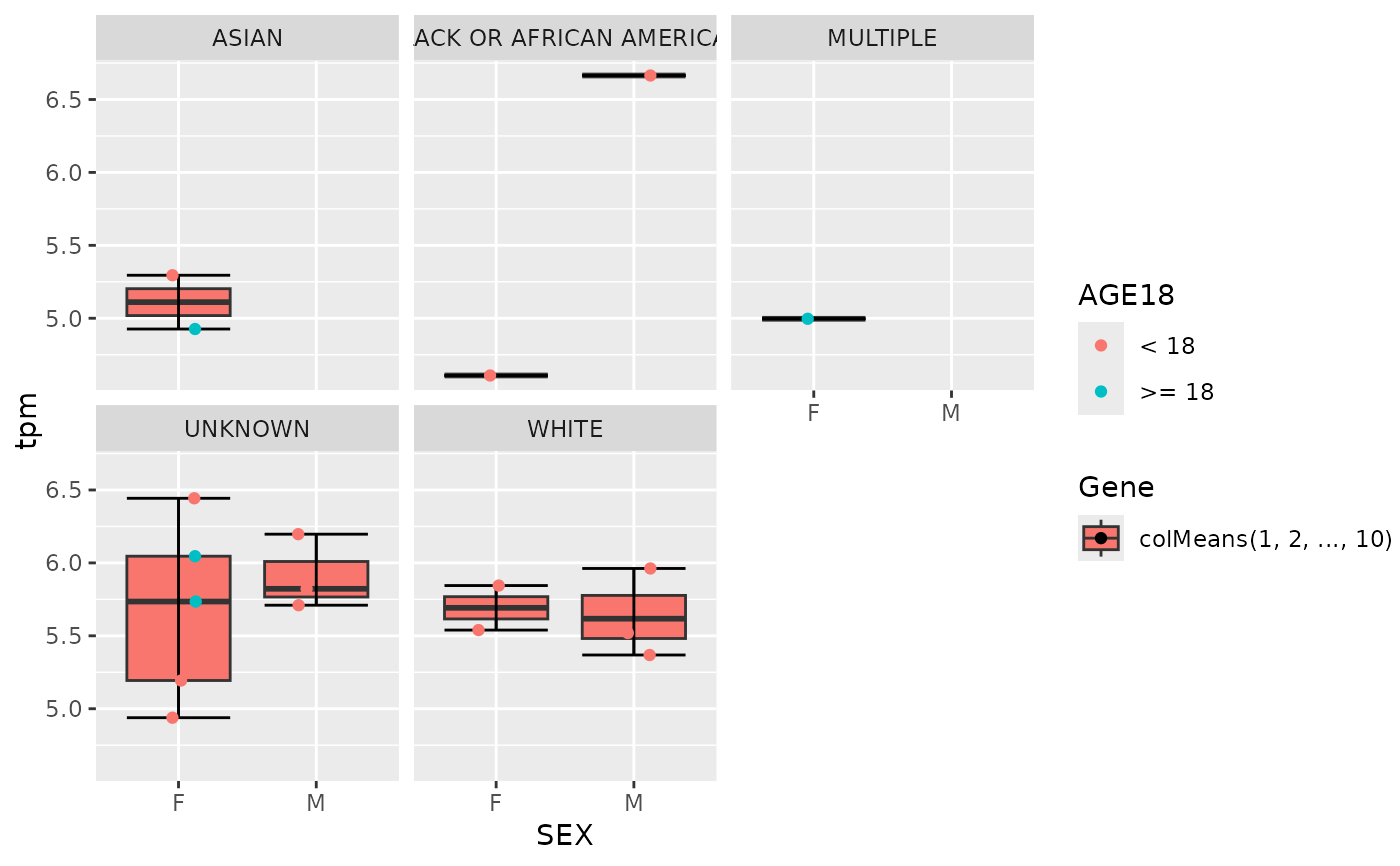 ASIAN
LACK OR AFRICAN AMERICA
MULTIPLE
6.5
6.0
5.5
5.0
tpm
F
M
UNKNOWN
WHITE
6.5
6.0
5.5
5.0
F
M
F
M
SEX
AGE18
< 18
>= 18
Gene
colMeans(1, 2, ..., 10)